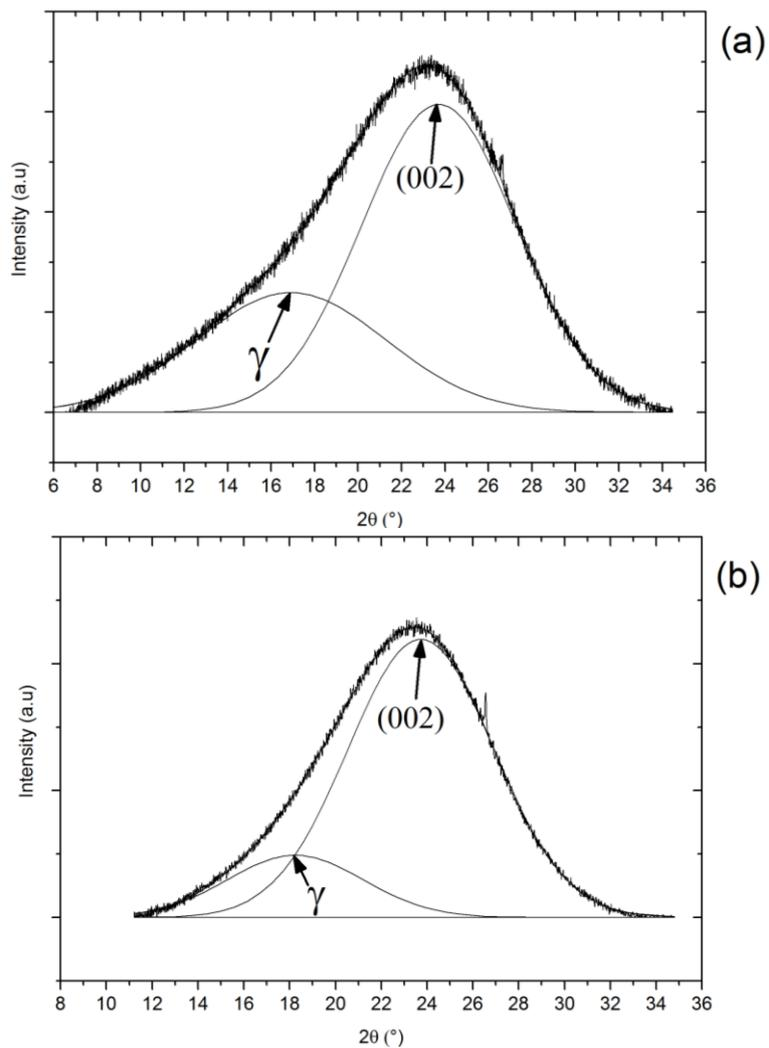 (a)
Intensity (a.u)
(002)
γ
6 8 10 12 14 16 18 20 22 24 26 28 30 32 34 36
2θ (°)
(b)
Intensity (a.u)
(002)
γ
8 10 12 14 16 18 20 22 24 26 28 30 32 34 36
2θ (°)